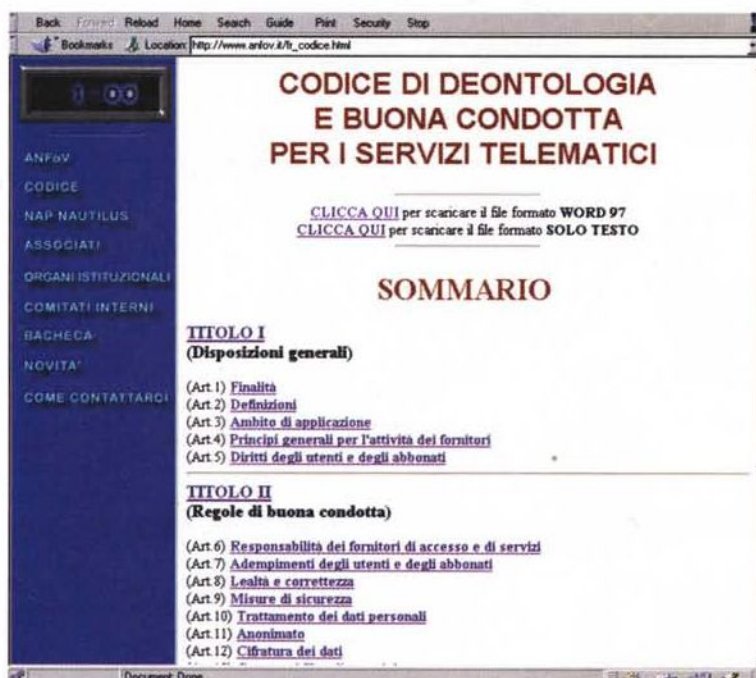 Back Forward Reload Home Search Guide Print Security Stop
Bookmarks Location: http://www.anfov.it/fr_codice.html
ANFoV
CODICE
NAP NAUTILUS
ASSOCIATI
ORGANI ISTITUZIONALI
COMITATI INTERNI
BACHECA
NOVITA'
COME CONTATTARCI
CODICE DI DEONTOLOGIA
E BUONA CONDOTTA
PER I SERVIZI TELEMATICI
CLICCA QUI per scaricare il file formato WORD 97
CLICCA QUI per scaricare il file formato SOLO TESTO
SOMMARIO
TITOLO I
(Disposizioni generali)
(Art.1) Finalità
(Art.2) Definizioni
(Art.3) Ambito di applicazione
(Art.4) Principi generali per l'attività dei fornitori
(Art.5) Diritti degli utenti e degli abbonati
TITOLO II
(Regole di buona condotta)
(Art.6) Responsabilità dei fornitori di accesso e di servizi
(Art.7) Adempimenti degli utenti e degli abbonati
(Art.8) Lealtà e correttezza
(Art.9) Misure di sicurezza
(Art.10) Trattamento dei dati personali
(Art.11) Anonimato
(Art.12) Cifratura dei dati
Document: Done